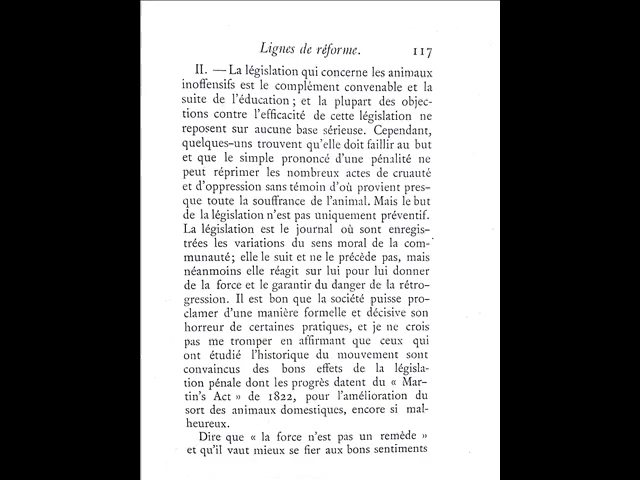 Lignes de réforme. 117
II. — La législation qui concerne les animaux
inoffensifs est le complément convenable et la
suite de l'éducation ; et la plupart des objec-
tions contre l'efficacité de cette législation ne
reposent sur aucune base sérieuse. Cependant,
quelques-uns trouvent qu'elle doit faillir au but
et que le simple prononcé d'une pénalité ne
peut réprimer les nombreux actes de cruauté
et d'oppression sans témoin d'où provient pres-
que toute la souffrance de l'animal. Mais le but
de la législation n'est pas uniquement préventif.
La législation est le journal où sont enregis-
trées les variations du sens moral de la com-
munauté ; elle le suit et ne le précède pas, mais
néanmoins elle réagit sur lui pour lui donner
de la force et le garantir du danger de la rétro-
gression. Il est bon que la société puisse pro-
clamer d'une manière formelle et décisive son
horreur de certaines pratiques, et je ne crois
pas me tromper en affirmant que ceux qui
ont étudié l'historique du mouvement sont
convaincus des bons effets de la législa-
tion pénale dont les progrès datent du « Mar-
tin's Act » de 1822, pour l'amélioration du
sort des animaux domestiques, encore si mal-
heureux.
Dire que « la force n'est pas un remède »
et qu'il vaut mieux se fier aux bons sentiments